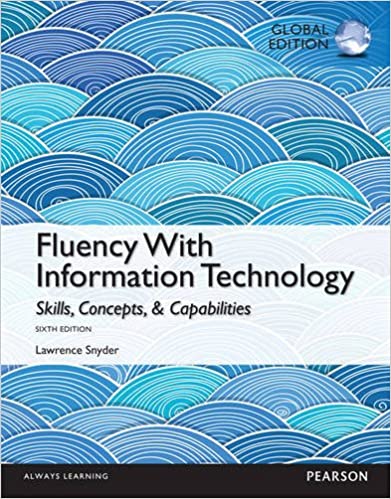 GLOBAL
EDITION
Fluency With
Information Technology
Skills, Concepts, & Capabilities
SIXTH EDITION
Lawrence Snyder
ALWAYS LEARNING
PEARSON